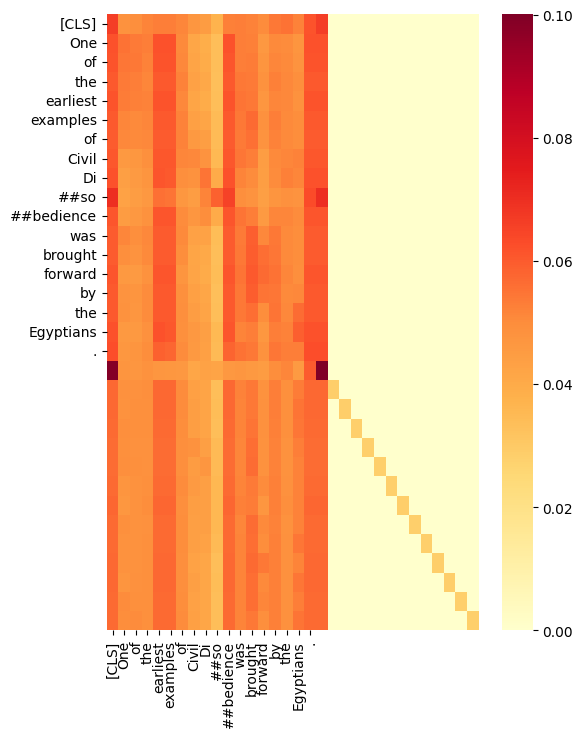 [CLS]
One
of
the
earliest
examples
of
Civil
Di
##so
##bedience
was
brought
forward
by
the
Egyptians
.
[CLS]
One
of
the
earliest
examples
of
Civil
Di
##so
##bedience
was
brought
forward
by
the
Egyptians
.
0.10
0.08
0.06
0.04
0.02
0.00